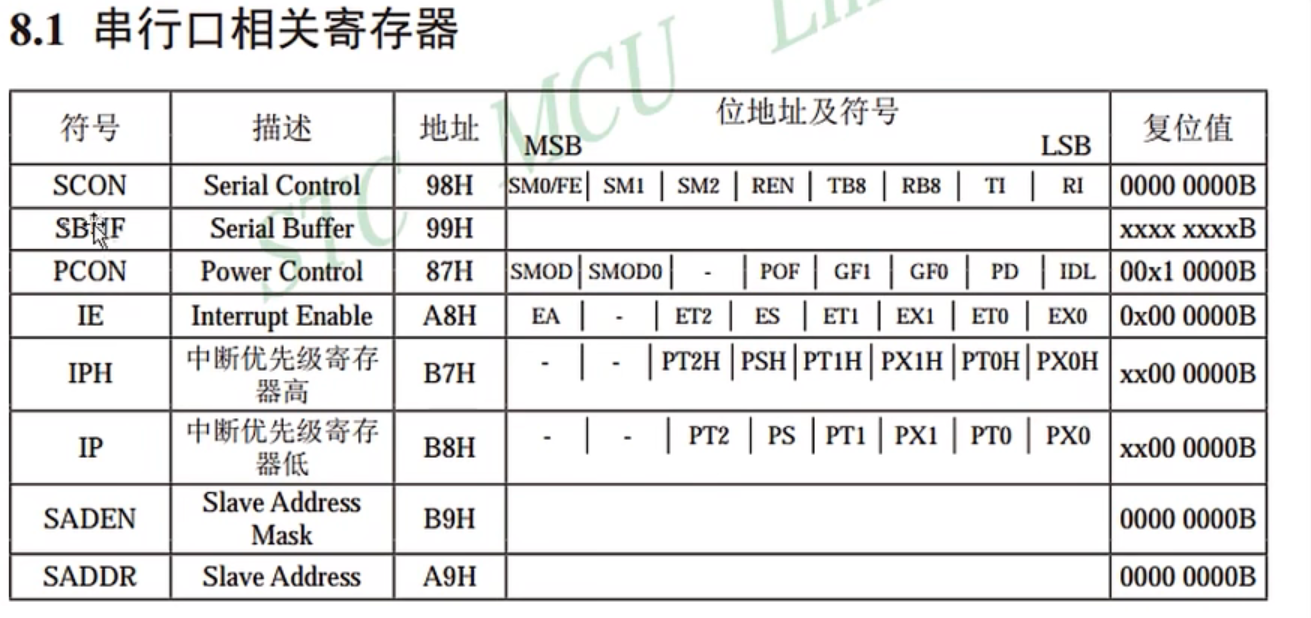 8.1 串行口相关寄存器
STC MCU
符号 描述 地址 位地址及符号 MSB LSB 复位值
SCON Serial Control 98H SM0/FE SM1 SM2 REN TB8 RB8 TI RI 0000 0000B
SBUF Serial Buffer 99H xxxx xxxxB
PCON Power Control 87H SMOD SMOD0 - POF GF1 GF0 PD IDL 00x1 0000B
IE Interrupt Enable A8H EA - ET2 ES ET1 EX1 ET0 EX0 0x00 0000B
IPH 中断优先级寄存
器高 B7H - - PT2H PSH PT1H PX1H PT0H PX0H xx00 0000B
IP 中断优先级寄存
器低 B8H - - PT2 PS PT1 PX1 PT0 PX0 xx00 0000B
SADEN Slave Address
Mask B9H 0000 0000B
SADDR Slave Address A9H 0000 0000B